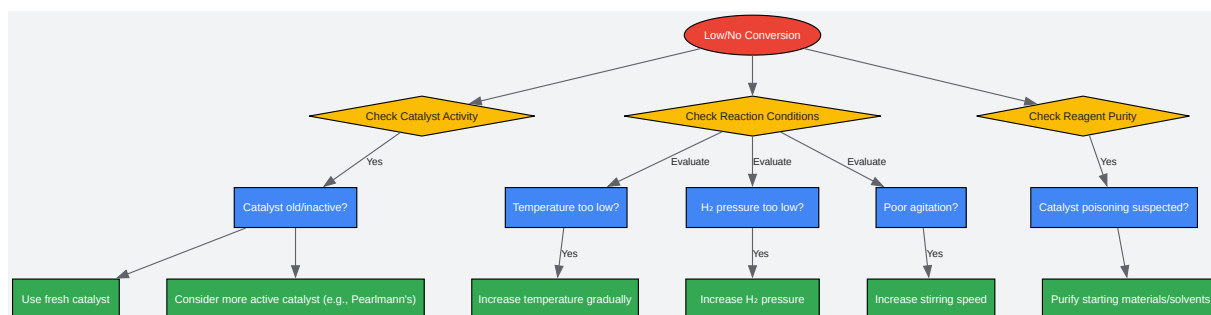 Low/No Conversion
Check Catalyst Activity
Check Reaction Conditions
Check Reagent Purity
Yes
Evaluate
Evaluate
Evaluate
Yes
Catalyst old/inactive?
Temperature too low?
H₂ pressure too low?
Poor agitation?
Catalyst poisoning suspected?
Yes
Yes
Yes
Use fresh catalyst
Consider more active catalyst (e.g., Pearlmann's)
Increase temperature gradually
Increase H₂ pressure
Increase stirring speed
Purify starting materials/solvents